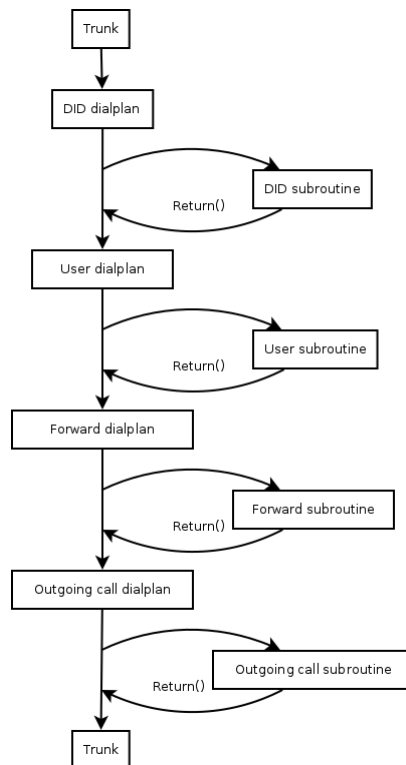 Trunk
DID dialplan
DID subroutine
Return()
User dialplan
User subroutine
Return()
Forward dialplan
Forward subroutine
Return()
Outgoing call dialplan
Outgoing call subroutine
Return()
Trunk